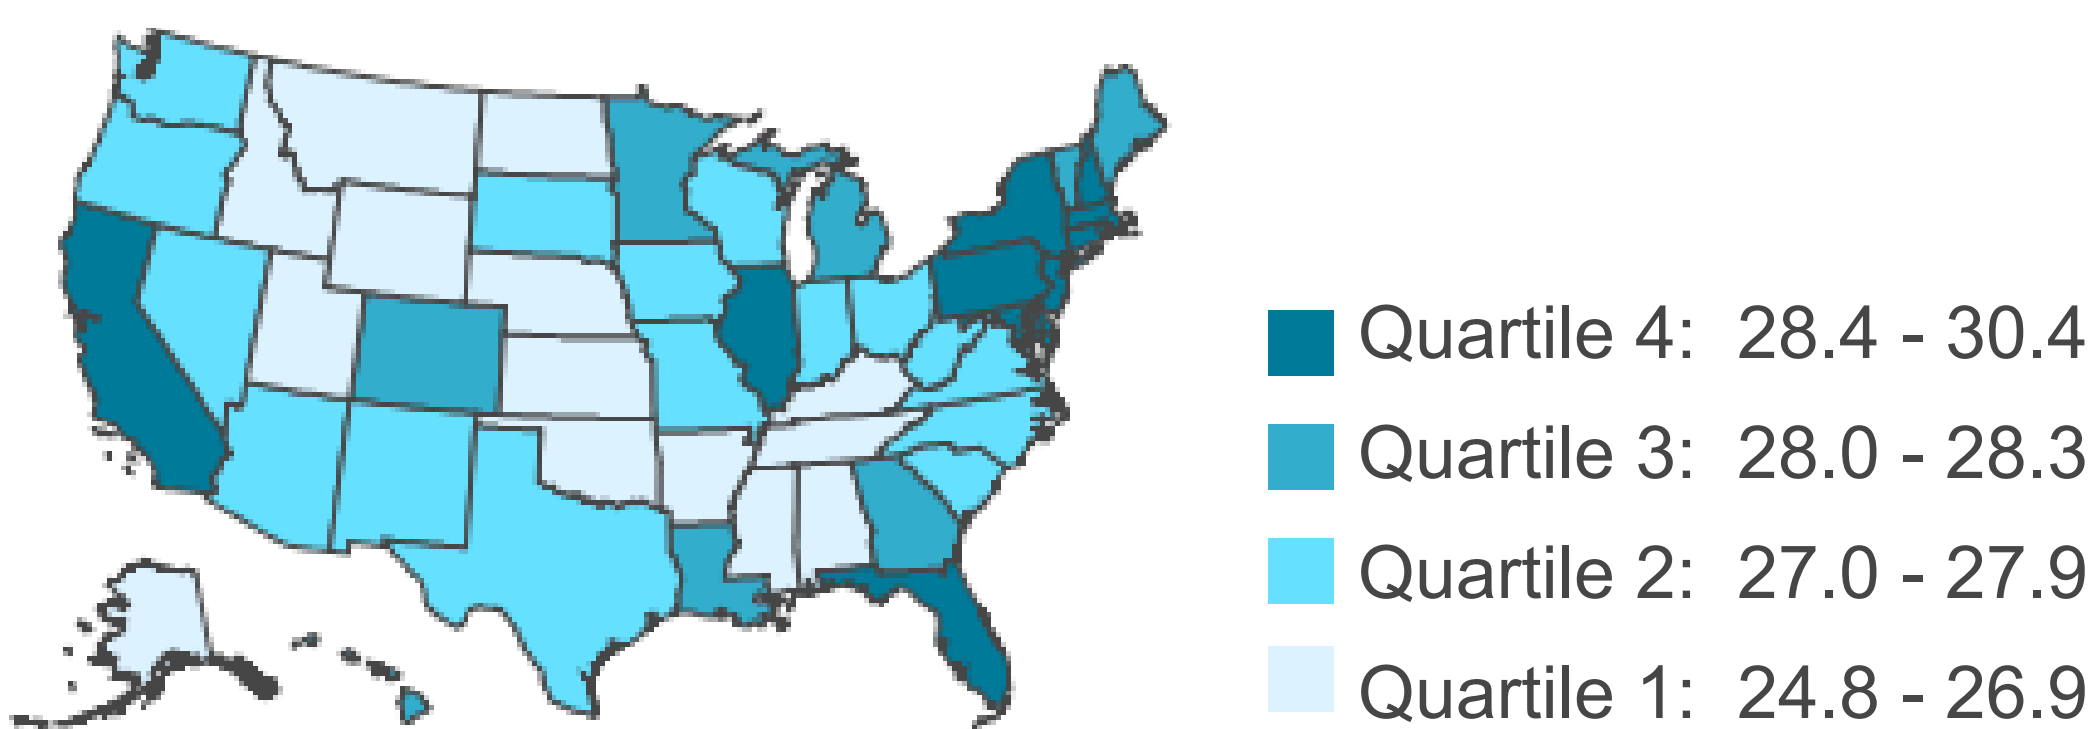 Quartile 4: 28.4 - 30.4
Quartile 3: 28.0 - 28.3
Quartile 2: 27.0 - 27.9
Quartile 1: 24.8 - 26.9